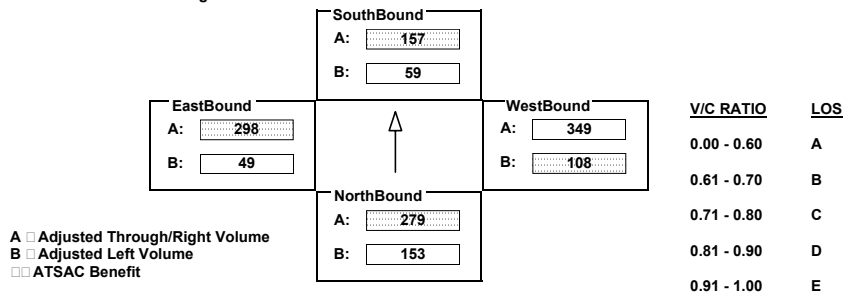 SouthBound
A: 157
B: 59
EastBound
A: 298
B: 49
WestBound
A: 349
B: 108
NorthBound
A: 279
B: 153
A □ Adjusted Through/Right Volume
B □ Adjusted Left Volume
□□ ATSAC Benefit
V/C RATIO LOS
0.00 - 0.60 A
0.61 - 0.70 B
0.71 - 0.80 C
0.81 - 0.90 D
0.91 - 1.00 E